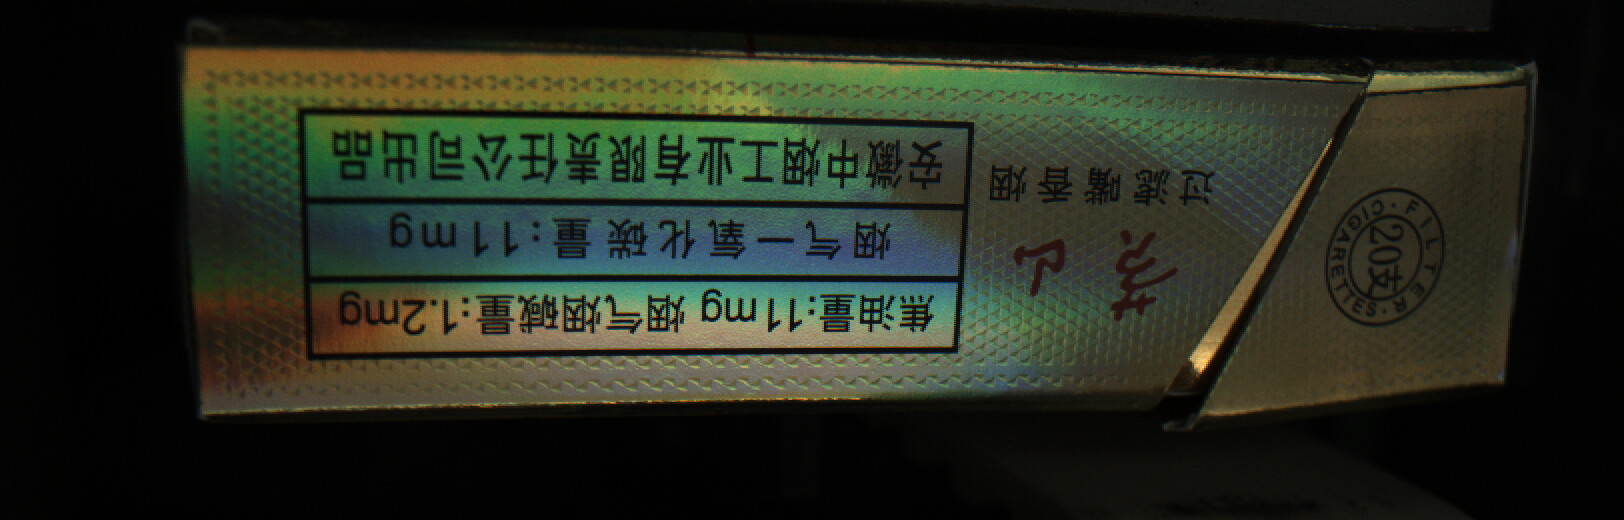 焦油量:11mg 烟气烟碱量:1.2mg
烟气一氧化碳量:11mg
安徽中烟工业有限责任公司出品
黄山
过滤嘴香烟
FILTER·CIGARETTES·
20支